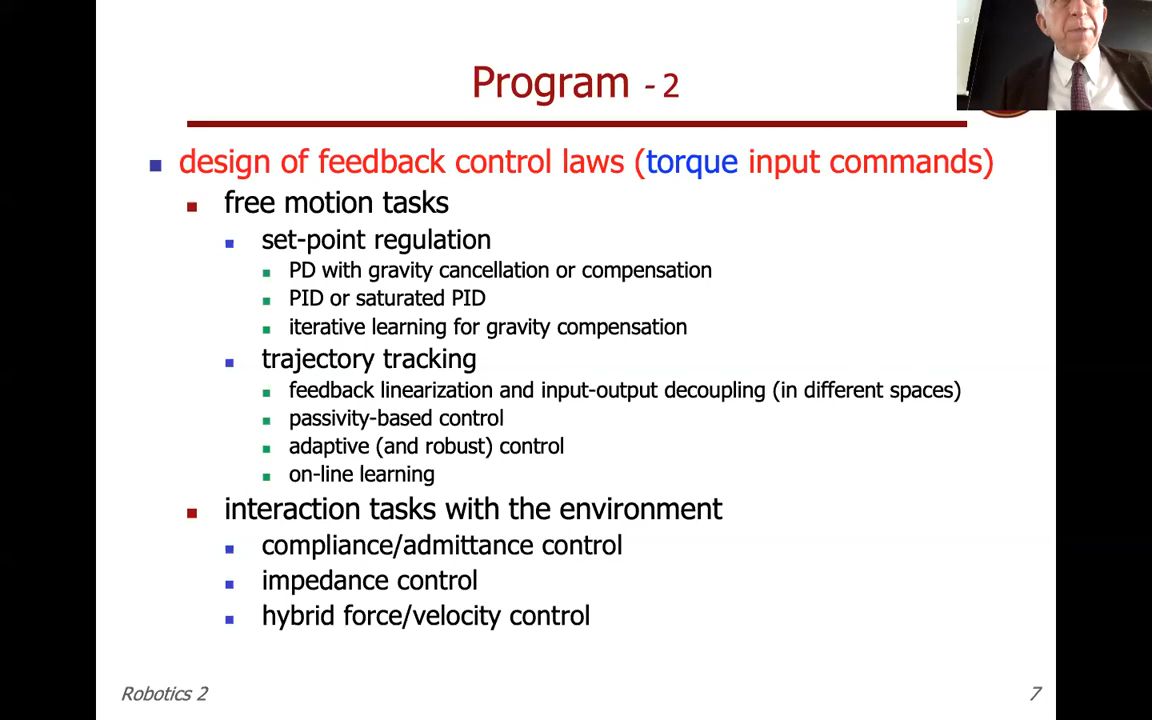 Program - 2
design of feedback control laws (torque input commands)
free motion tasks
set-point regulation
PD with gravity cancellation or compensation
PID or saturated PID
iterative learning for gravity compensation
trajectory tracking
feedback linearization and input-output decoupling (in different spaces)
passivity-based control
adaptive (and robust) control
on-line learning
interaction tasks with the environment
compliance/admittance control
impedance control
hybrid force/velocity control
Robotics 2
7